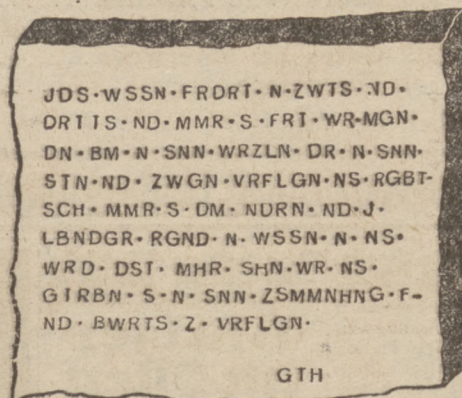 JDS·WSSN·FRDRT·N·ZWTS·ND·
DRTTS·ND·MMR·S·FRT·WR·MGN·
DN·BM·N·SNN·WRZLN·DR·N·SNN·
STN·ND·ZWGN·VRFLGN·NS·RGBT-
SCH·MMR·S·DM·NDRN·ND·J·
LBNDGR·RGND·N·WSSN·N·NS·
WRD·DST·MHR·SHN·WR·NS·
GTRBN·S·N·SNN·ZSMMNHNG·F-
ND·BWRTS·Z·VRFLGN·
GTH